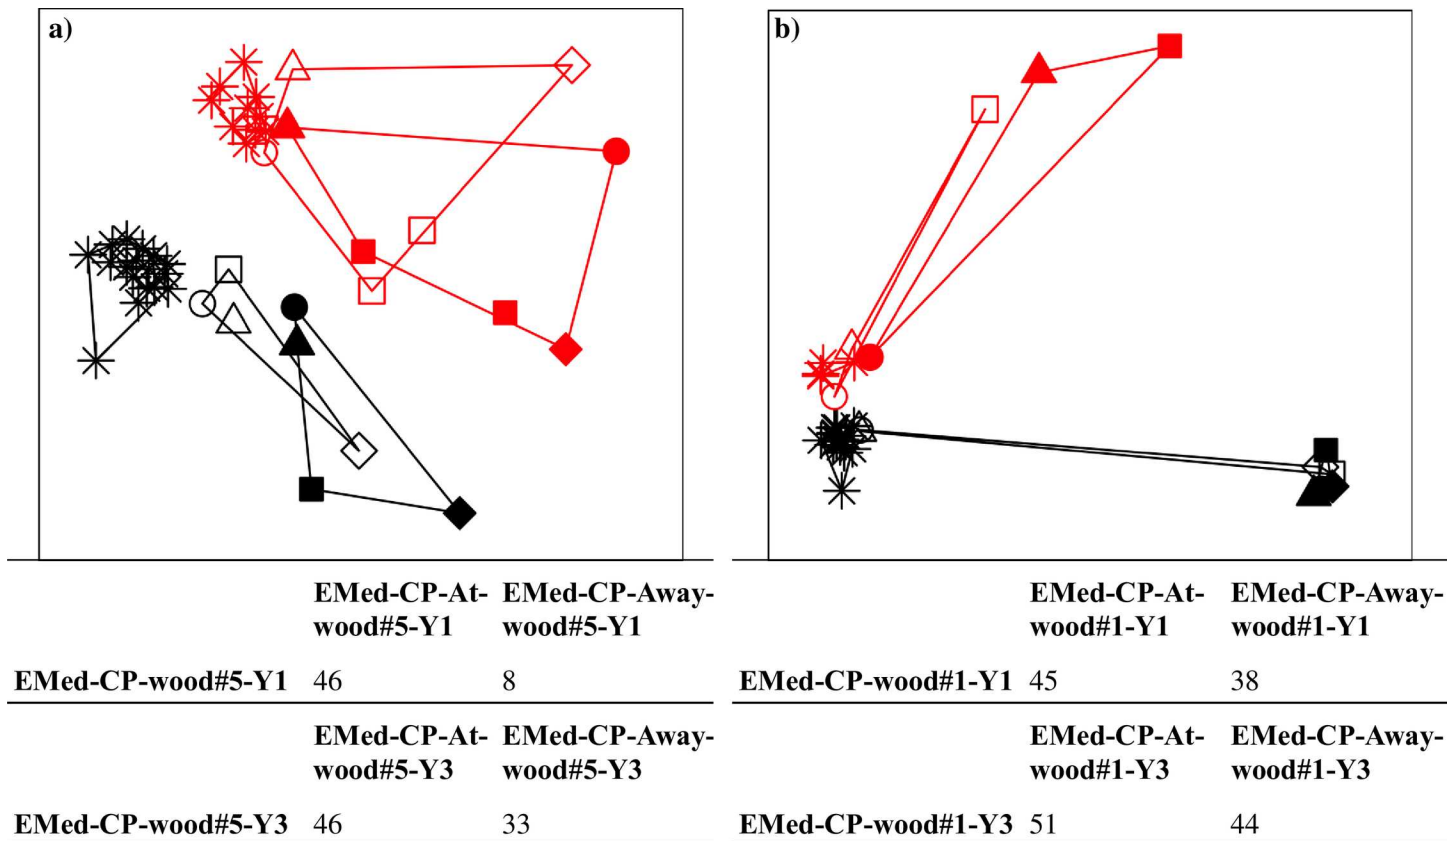 a)
b)
EMed-CP-At- EMed-CP-Away-
wood#5-Y1 wood#5-Y1
EMed-CP-wood#5-Y1 46 8
EMed-CP-At- EMed-CP-Away-
wood#5-Y3 wood#5-Y3
EMed-CP-wood#5-Y3 46 33
EMed-CP-At- EMed-CP-Away-
wood#1-Y1 wood#1-Y1
EMed-CP-wood#1-Y1 45 38
EMed-CP-At- EMed-CP-Away-
wood#1-Y3 wood#1-Y3
EMed-CP-wood#1-Y3 51 44